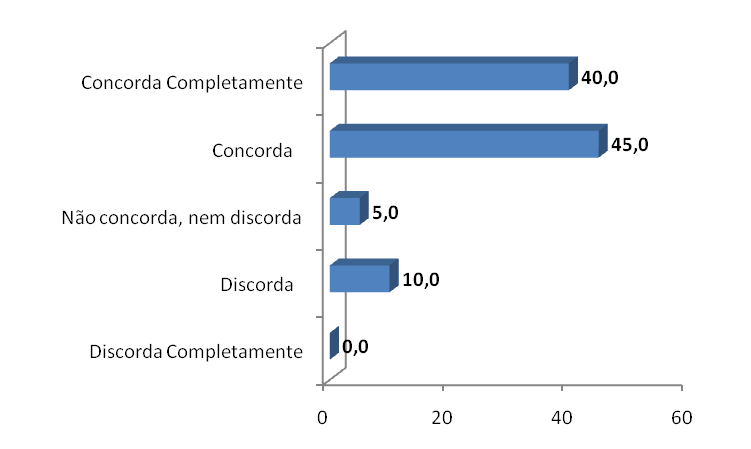 Concorda Completamente 40,0
Concorda 45,0
Não concorda, nem discorda 5,0
Discorda 10,0
Discorda Completamente 0,0
0 20 40 60